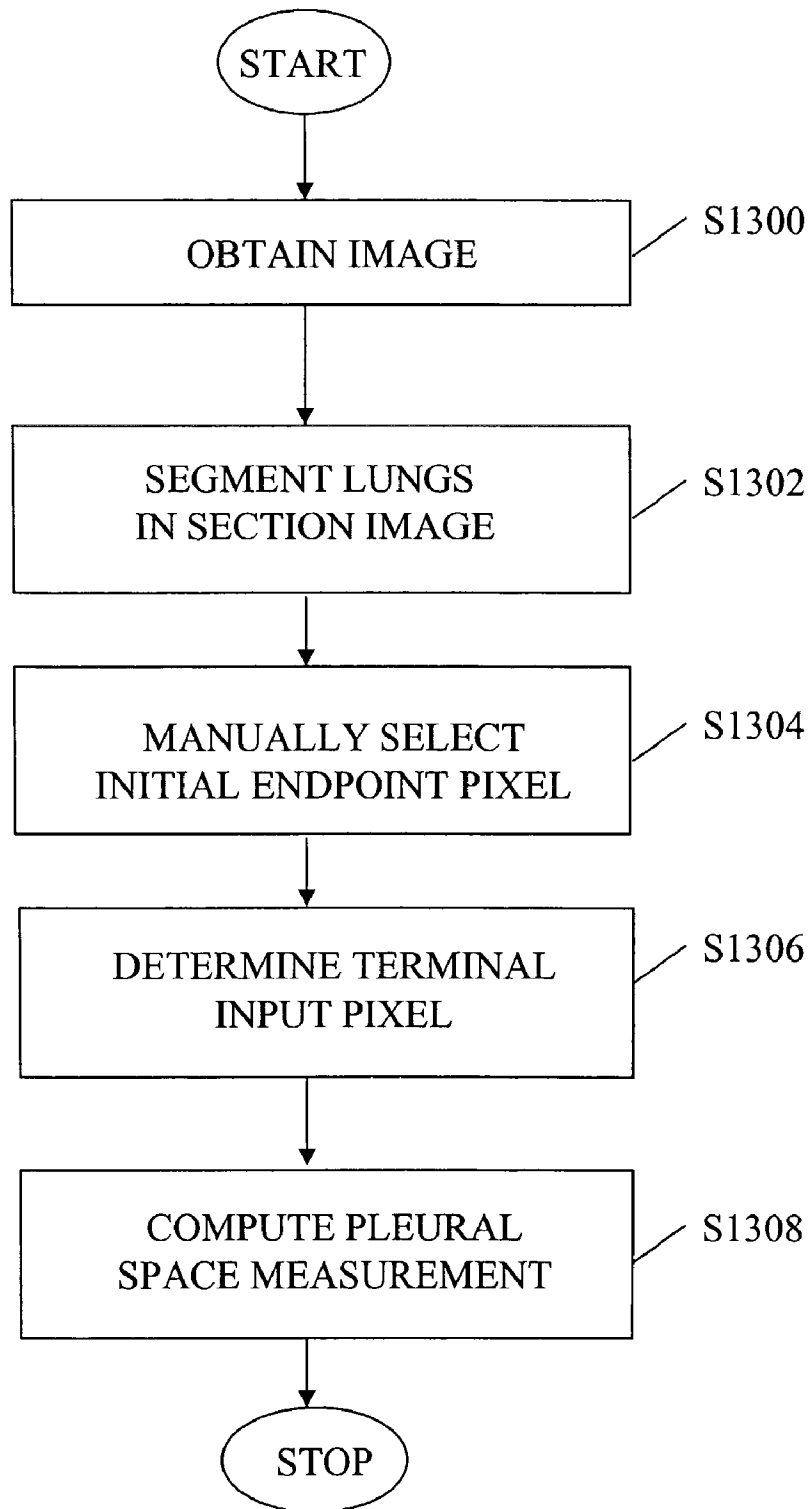 START
OBTAIN IMAGE
S1300
SEGMENT LUNGS
IN SECTION IMAGE
S1302
MANUALLY SELECT
INITIAL ENDPOINT PIXEL
S1304
DETERMINE TERMINAL
INPUT PIXEL
S1306
COMPUTE PLEURAL
SPACE MEASUREMENT
S1308
STOP